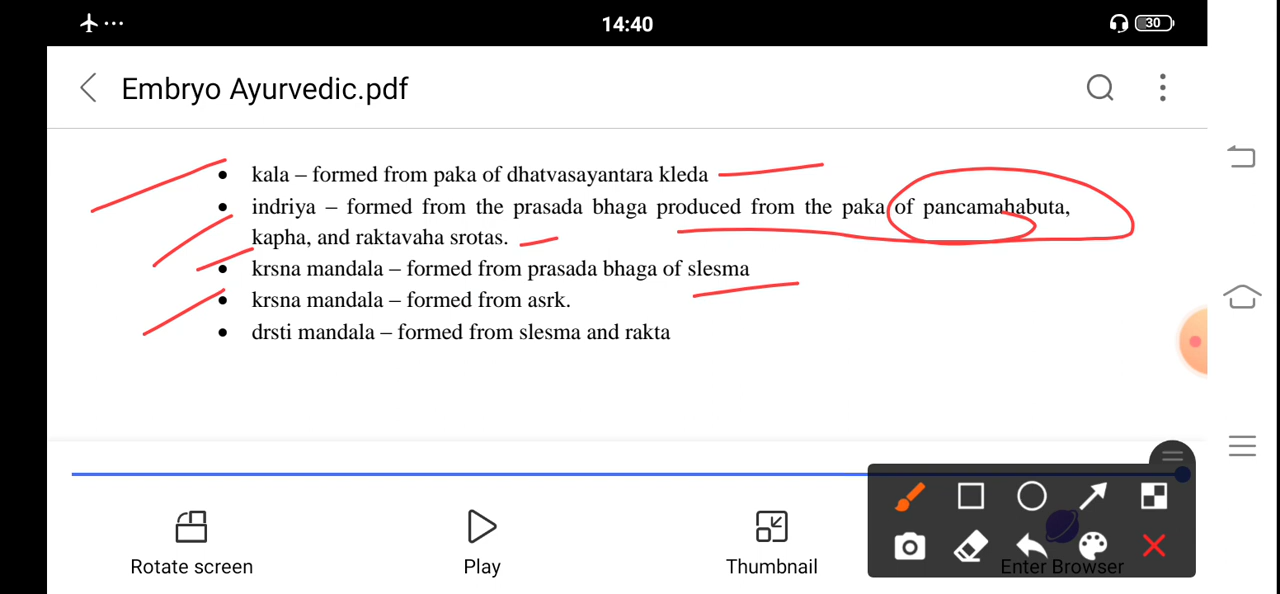 14:40
30
Embryo Ayurvedic.pdf
• kala – formed from paka of dhatvasayantara kleda
• indriya – formed from the prasada bhaga produced from the paka of pancamahabuta,
kapha, and raktavaha srotas.
• krsna mandala – formed from prasada bhaga of slesma
• krsna mandala – formed from asrk.
• drsti mandala – formed from slesma and rakta
Rotate screen
Play
Thumbnail
Enter Browser